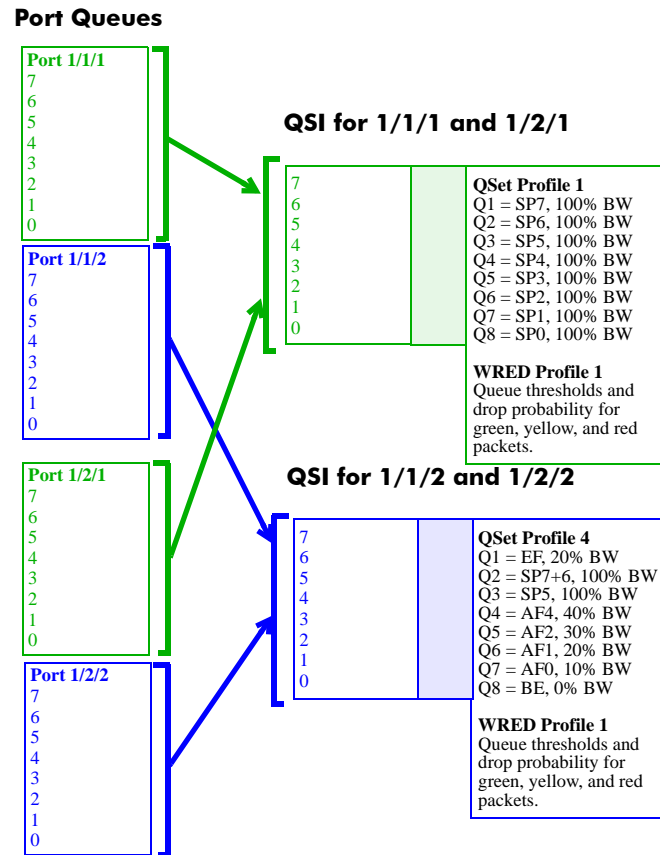 Port Queues
Port 1/1/1
7
6
5
4
3
2
1
0
Port 1/1/2
7
6
5
4
3
2
1
0
Port 1/2/1
7
6
5
4
3
2
1
0
Port 1/2/2
7
6
5
4
3
2
1
0
QSI for 1/1/1 and 1/2/1
7
6
5
4
3
2
1
0
QSet Profile 1
Q1 = SP7, 100% BW
Q2 = SP6, 100% BW
Q3 = SP5, 100% BW
Q4 = SP4, 100% BW
Q5 = SP3, 100% BW
Q6 = SP2, 100% BW
Q7 = SP1, 100% BW
Q8 = SP0, 100% BW
WRED Profile 1
Queue thresholds and
drop probability for
green, yellow, and red
packets.
QSI for 1/1/2 and 1/2/2
7
6
5
4
3
2
1
0
QSet Profile 4
Q1 = EF, 20% BW
Q2 = SP7+6, 100% BW
Q3 = SP5, 100% BW
Q4 = AF4, 40% BW
Q5 = AF2, 30% BW
Q6 = AF1, 20% BW
Q7 = AF0, 10% BW
Q8 = BE, 0% BW
WRED Profile 1
Queue thresholds and
drop probability for
green, yellow, and red
packets.